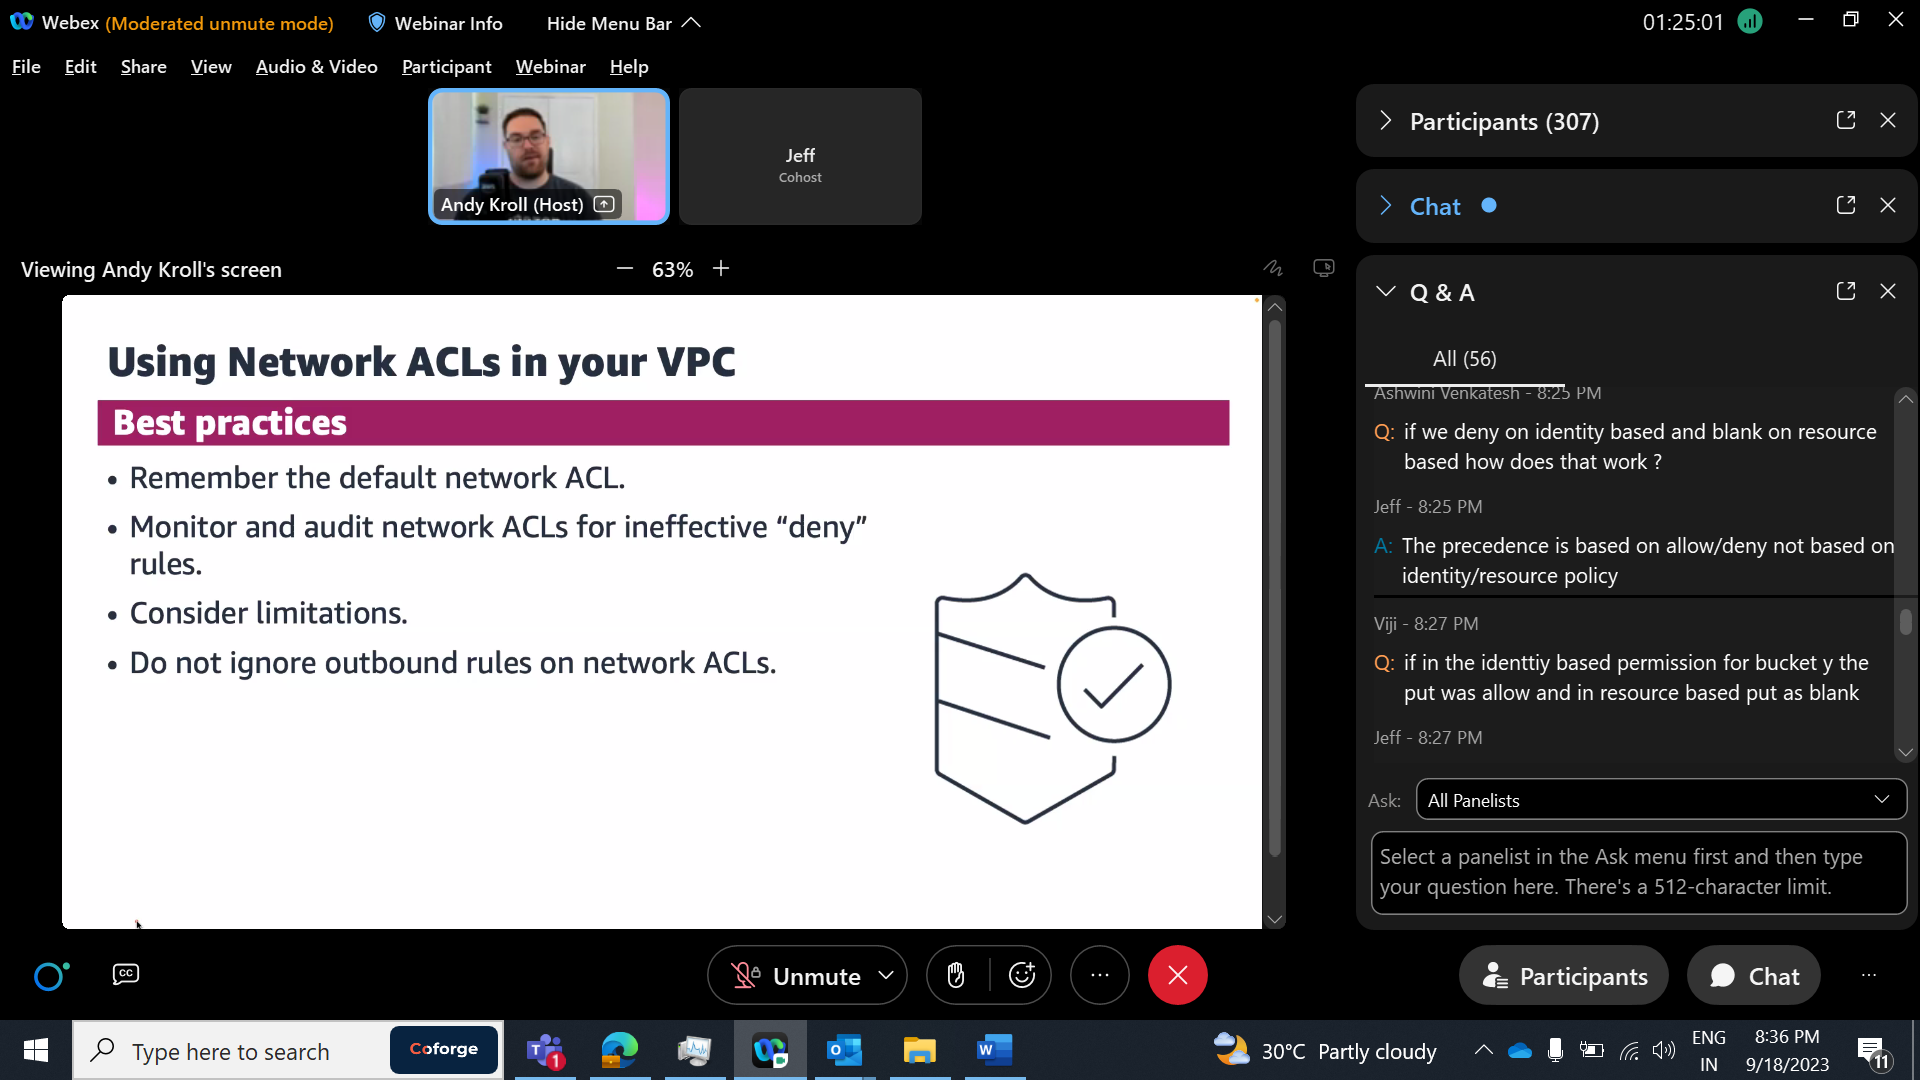 Webex (Moderated unmute mode) Webinar Info Hide Menu Bar
01:25:01
File Edit Share View Audio & Video Participant Webinar Help
Andy Kroll (Host)
Jeff
Cohost
Viewing Andy Kroll's screen
63%
Using Network ACLs in your VPC
Best practices
• Remember the default network ACL.
• Monitor and audit network ACLs for ineffective “deny”
rules.
• Consider limitations.
• Do not ignore outbound rules on network ACLs.
Participants (307)
Chat
Q & A
All (56)
Ashwini Venkatesh - 8:25 PM
Q: if we deny on identity based and blank on resource
based how does that work ?
Jeff - 8:25 PM
A: The precedence is based on allow/deny not based on
identity/resource policy
Viji - 8:27 PM
Q: if in the identtiy based permission for bucket y the
put was allow and in resource based put as blank
Jeff - 8:27 PM
Ask: All Panelists
Select a panelist in the Ask menu first and then type
your question here. There's a 512-character limit.
CC
Unmute
Participants
Chat
Type here to search
Coforge
1
30°C Partly cloudy
ENG
IN
8:36 PM
9/18/2023
11